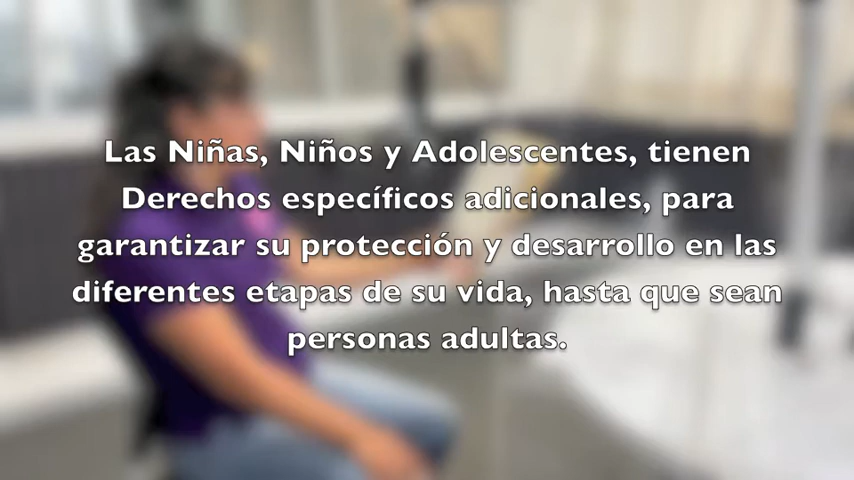 Las Niñas, Niños y Adolescentes, tienen
Derechos específicos adicionales, para
garantizar su protección y desarrollo en las
diferentes etapas de su vida, hasta que sean
personas adultas.